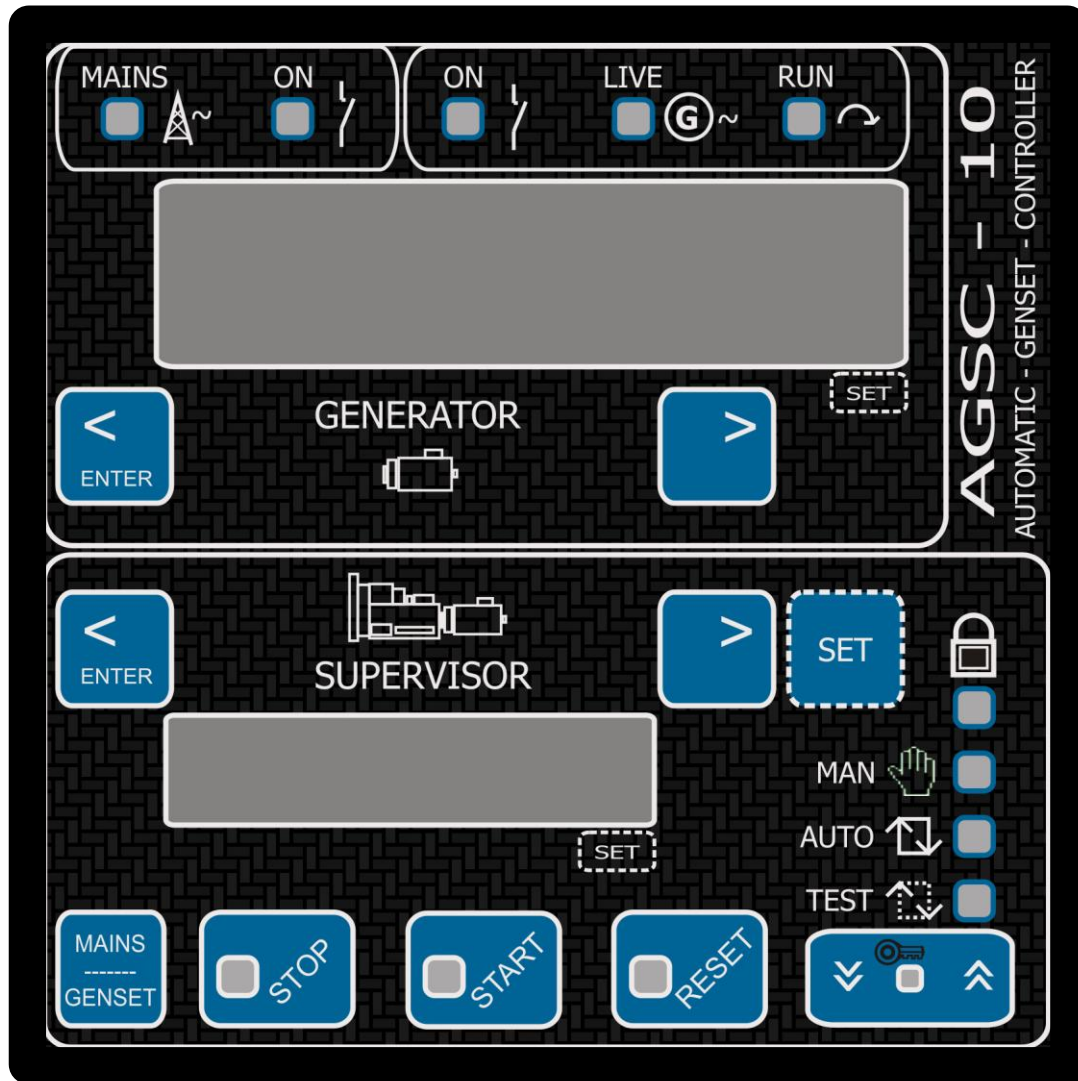 MAINS ON ON LIVE RUN
G
SET
< >
ENTER
GENERATOR
AGSC - 10
AUTOMATIC - GENSET - CONTROLLER
< > SET
ENTER
SUPERVISOR
SET
MAN
AUTO
TEST
MAINS
-------
GENSET
STOP
START
RESET